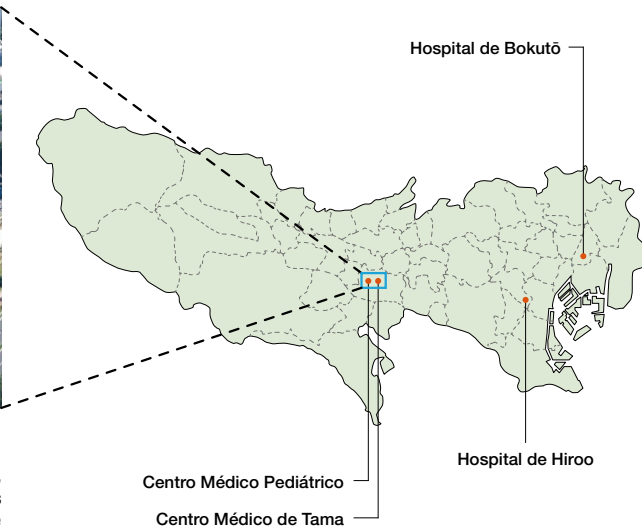 Hospital de Bokutō
Hospital de Hiroo
Centro Médico Pediátrico
Centro Médico de Tama